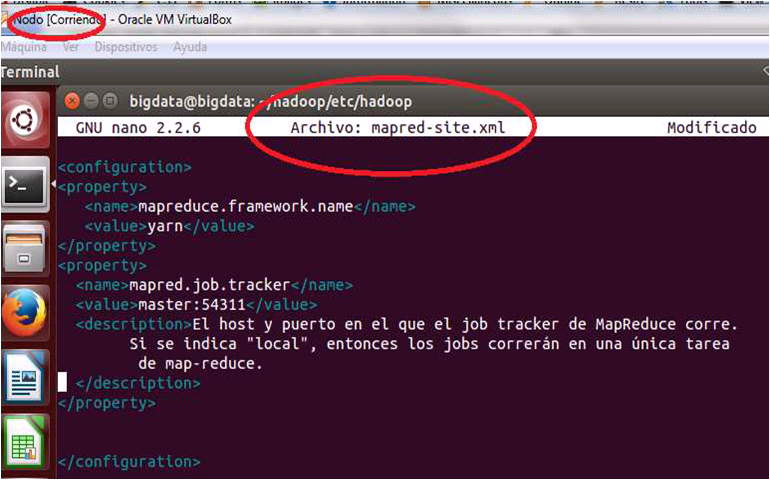 Nodo [Corriendo] - Oracle VM VirtualBox
Máquina Ver Dispositivos Ayuda
Terminal
bigdata@bigdata: ~/hadoop/etc/hadoop
GNU nano 2.2.6 Archivo: mapred-site.xml Modificado
<configuration>
<property>
<name>mapreduce.framework.name</name>
<value>yarn</value>
</property>
<property>
<name>mapred.job.tracker</name>
<value>master:54311</value>
<description>El host y puerto en el que el job tracker de MapReduce corre.
Si se indica "local", entonces los jobs correrán en una única tarea
de map-reduce.
</description>
</property>
</configuration>